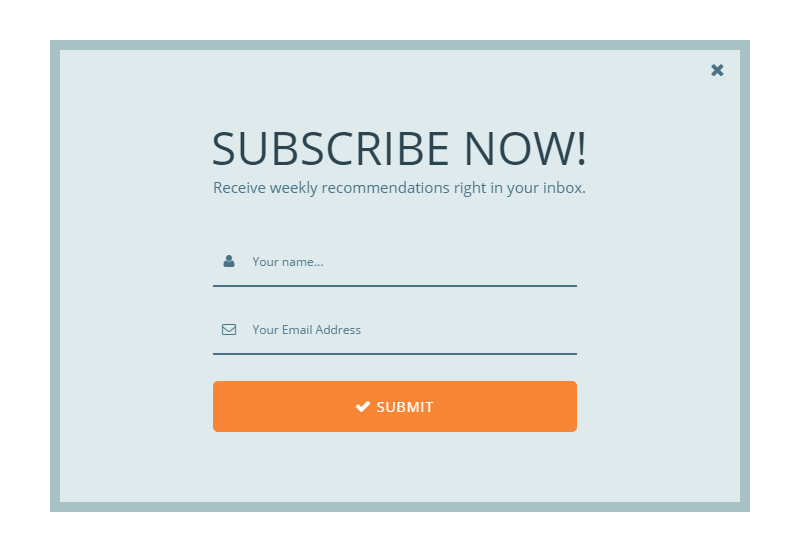 SUBSCRIBE NOW!
Receive weekly recommendations right in your inbox.
Your name...
Your Email Address
SUBMIT